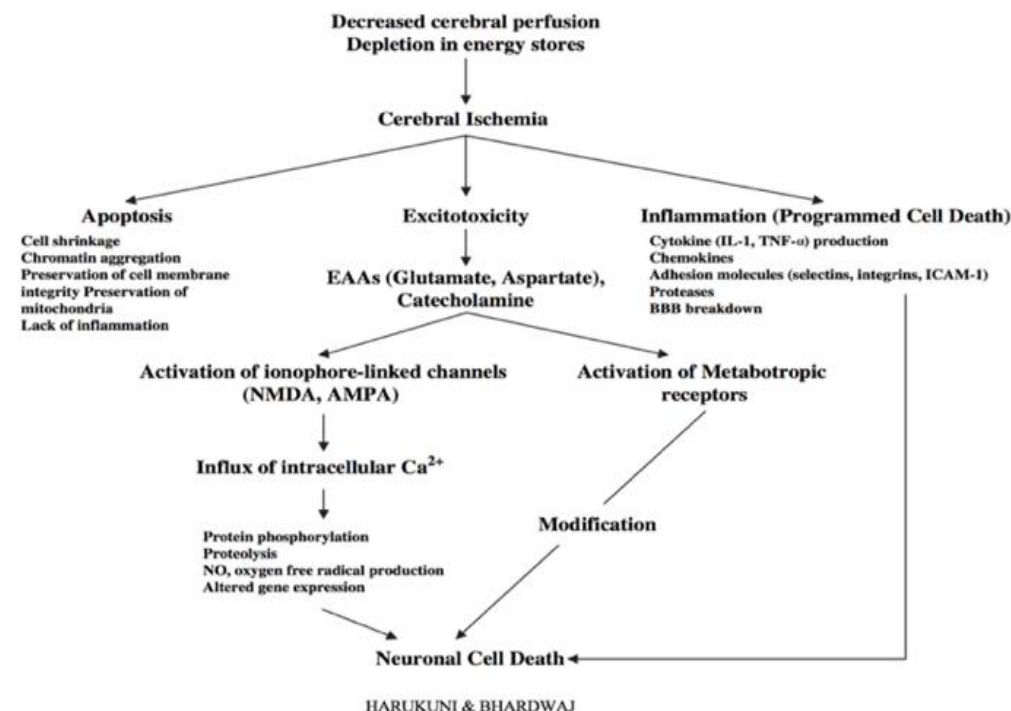 Decreased cerebral perfusion
Depletion in energy stores
Cerebral Ischemia
Apoptosis
Cell shrinkage
Chromatin aggregation
Preservation of cell membrane
integrity Preservation of
mitochondria
Lack of inflammation
Excitotoxicity
EAAs (Glutamate, Aspartate),
Catecholamine
Inflammation (Programmed Cell Death)
Cytokine (IL-1, TNF-α) production
Chemokines
Adhesion molecules (selectins, integrins, ICAM-1)
Proteases
BBB breakdown
Activation of ionophore-linked channels
(NMDA, AMPA)
Activation of Metabotropic
receptors
Influx of intracellular Ca²⁺
Protein phosphorylation
Proteolysis
NO, oxygen free radical production
Altered gene expression
Modification
Neuronal Cell Death
HARUKUNI & BHARDWAJ